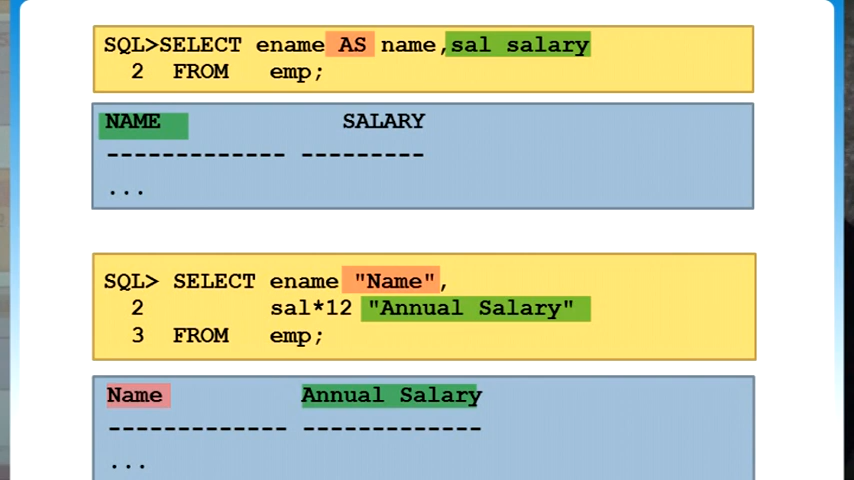 SQL>SELECT ename AS name,sal salary
2 FROM emp;
NAME SALARY
------------- ---------
...
SQL> SELECT ename "Name",
2 sal*12 "Annual Salary"
3 FROM emp;
Name Annual Salary
------------- -------------
...